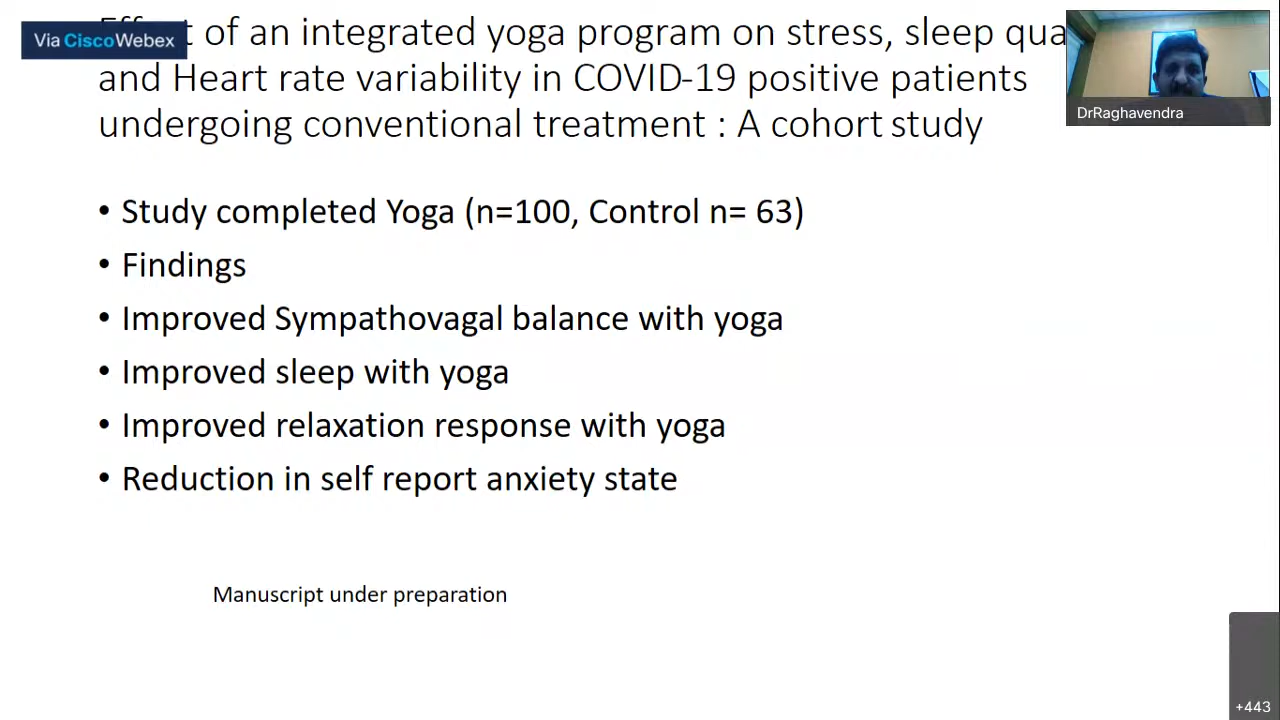 Via CiscoWebex
of an integrated yoga program on stress, sleep
and Heart rate variability in COVID-19 positive patients
undergoing conventional treatment : A cohort study
DrRaghavendra
• Study completed Yoga (n=100, Control n= 63)
• Findings
• Improved Sympathovagal balance with yoga
• Improved sleep with yoga
• Improved relaxation response with yoga
• Reduction in self report anxiety state
Manuscript under preparation
+443